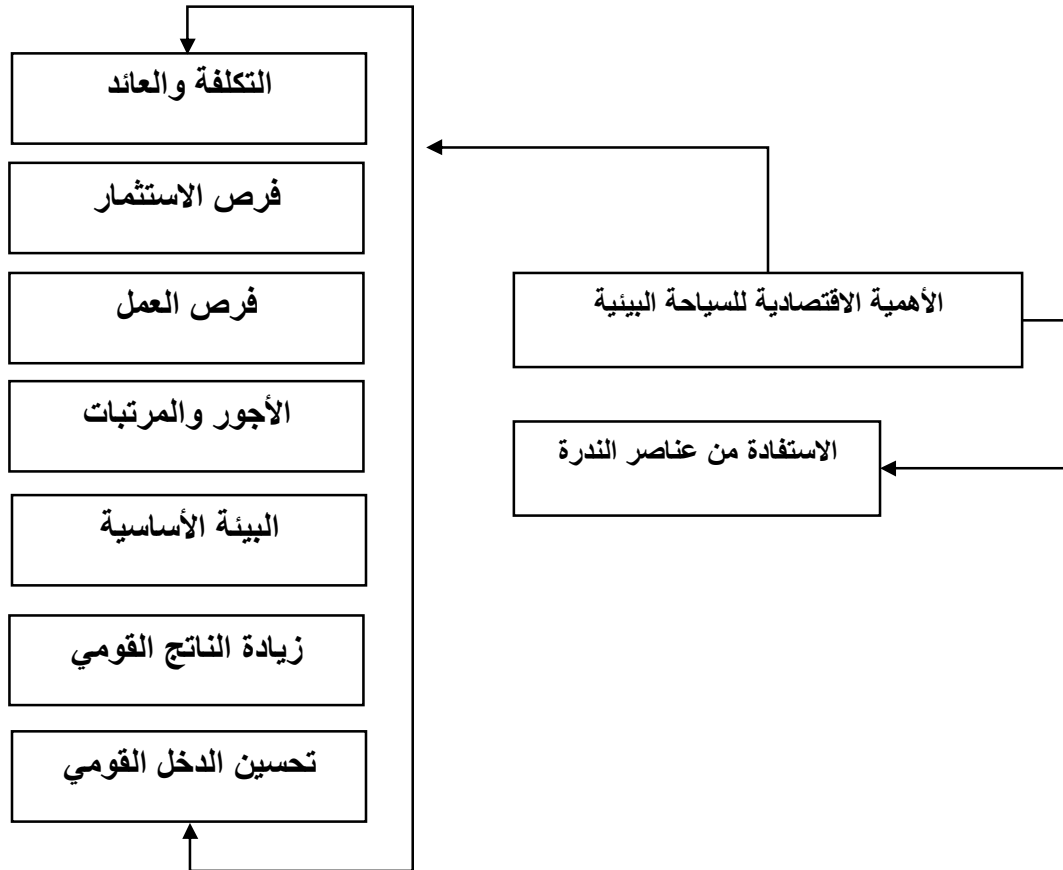 الأهمية الاقتصادية للسياحة البيئية
الاستفادة من عناصر الندرة
التكلفة والعائد
فرص الاستثمار
فرص العمل
الأجور والمرتبات
البيئة الأساسية
زيادة الناتج القومي
تحسين الدخل القومي